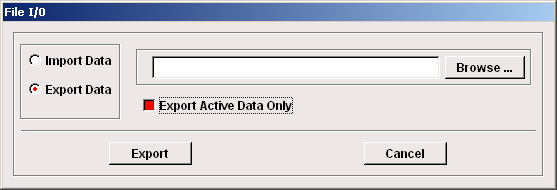 File I/O
Import Data
Export Data
Browse ...
Export Active Data Only
Export
Cancel